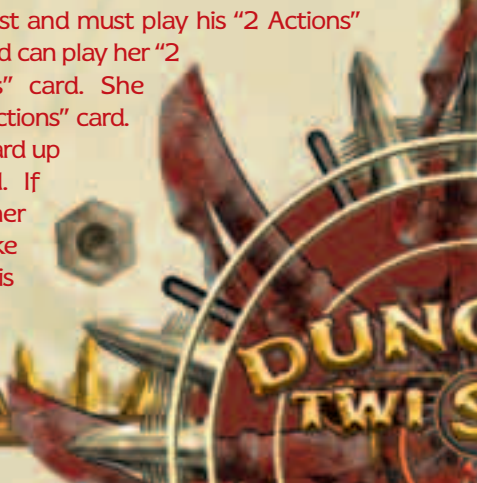 st and must play his “2 Actions”
d can play her “2
s” card. She
ctions” card.
ard up
l. If
her
ke
is
DUNG
TWIS